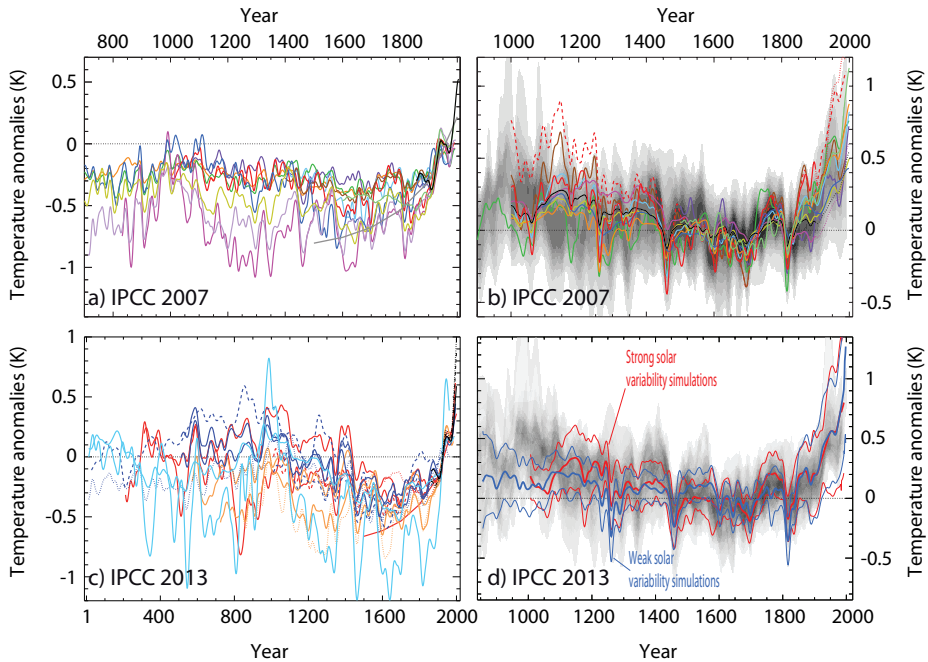 Year
Year
800 1000 1200 1400 1600 1800
1000 1200 1400 1600 1800 2000
Temperature anomalies (K)
0.5
0
-0.5
-1
a) IPCC 2007
b) IPCC 2007
1
0.5
0
-0.5
Temperature anomalies (K)
Temperature anomalies (K)
1
0.5
0
-0.5
-1
c) IPCC 2013
Strong solar
variability simulations
Weak solar
variability simulations
d) IPCC 2013
1
0.5
0
-0.5
Temperature anomalies (K)
1 400 800 1200 1600 2000
1000 1200 1400 1600 1800 2000
Year
Year